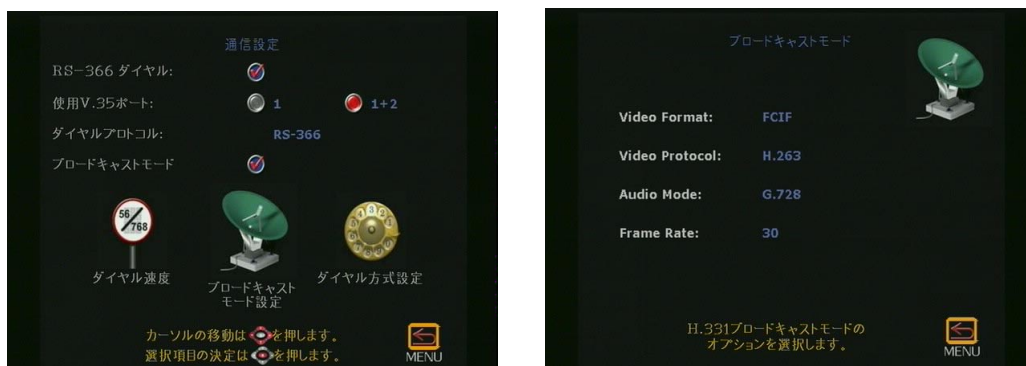 通信設定
RS-366 ダイヤル:
使用V.35ポート: 1 1+2
ダイヤルプロトコル: RS-366
ブロードキャストモード
56/768
ダイヤル速度
ブロードキャスト
モード設定
ダイヤル方式設定
カーソルの移動は を押します。
選択項目の決定は を押します。
MENU
ブロードキャストモード
Video Format: FCIF
Video Protocol: H.263
Audio Mode: G.728
Frame Rate: 30
H.331ブロードキャストモードの
オプションを選択します。
MENU